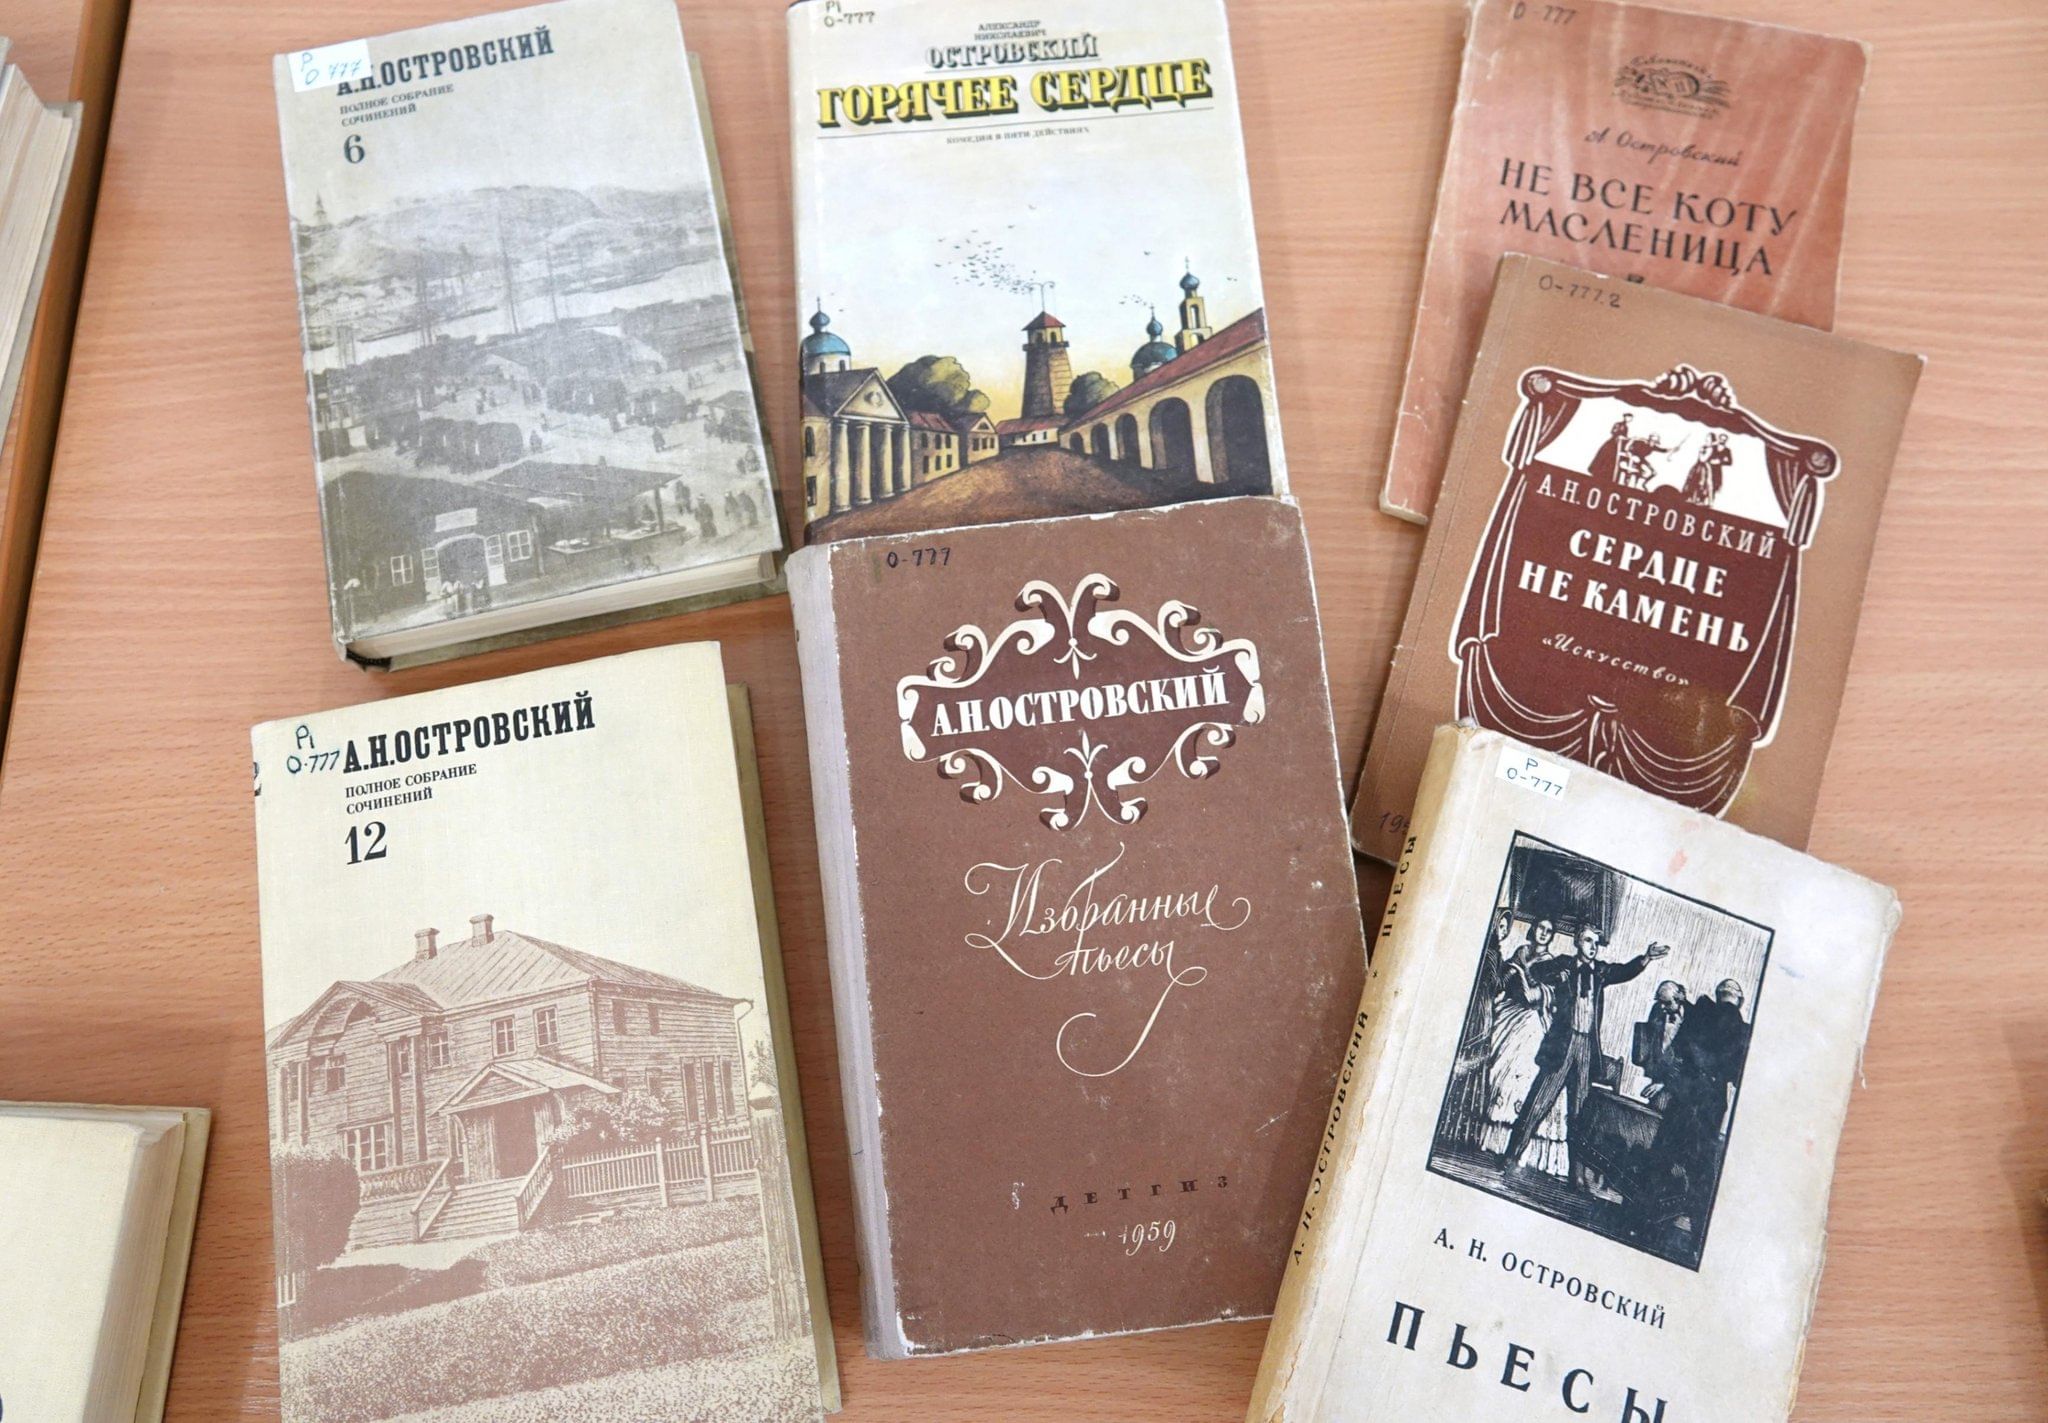 Р
О 777
А.Н.ОСТРОВСКИЙ
ПОЛНОЕ СОБРАНИЕ
СОЧИНЕНИЙ
6
Р1
О-777
АЛЕКСАНДР
НИКОЛАЕВИЧ
ОСТРОВСКИЙ
ГОРЯЧЕЕ СЕРДЦЕ
КОМЕДИЯ В ПЯТИ ДЕЙСТВИЯХ
О-777
А Островский
НЕ ВСЕ КОТУ
МАСЛЕНИЦА
О-777.2
А.Н.ОСТРОВСКИЙ
СЕРДЦЕ
НЕ КАМЕНЬ
«Искусство»
Р1
О-777
А.Н.ОСТРОВСКИЙ
ПОЛНОЕ СОБРАНИЕ
СОЧИНЕНИЙ
12
О-777
А.Н.ОСТРОВСКИЙ
Избранные
пьесы
ДЕТГИЗ
1959
Р
О-777
А. Н. ОСТРОВСКИЙ * ПЬЕСЫ
А. Н. ОСТРОВСКИЙ
ПЬЕСЫ